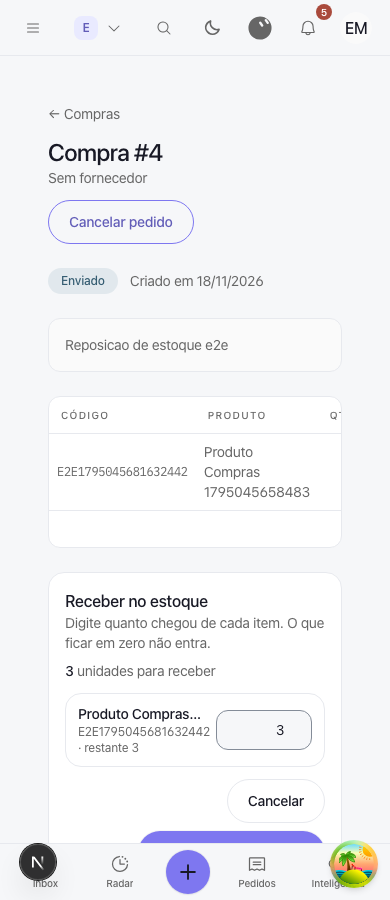 E
5
EM
← Compras
Compra #4
Sem fornecedor
Cancelar pedido
Enviado
Criado em 18/11/2026
Reposicao de estoque e2e
CÓDIGO PRODUTO
E2E1795045681632442
Produto
Compras
1795045658483
Receber no estoque
Digite quanto chegou de cada item. O que
ficar em zero não entra.
3 unidades para receber
Produto Compras...
E2E1795045681632442
· restante 3
3
Cancelar
N
Inbox
Radar
Pedidos